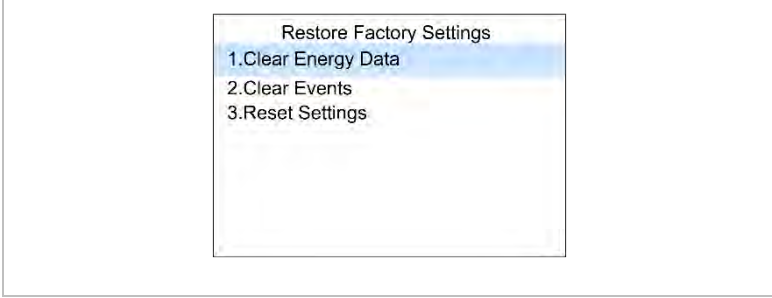 Restore Factory Settings
1.Clear Energy Data
2.Clear Events
3.Reset Settings